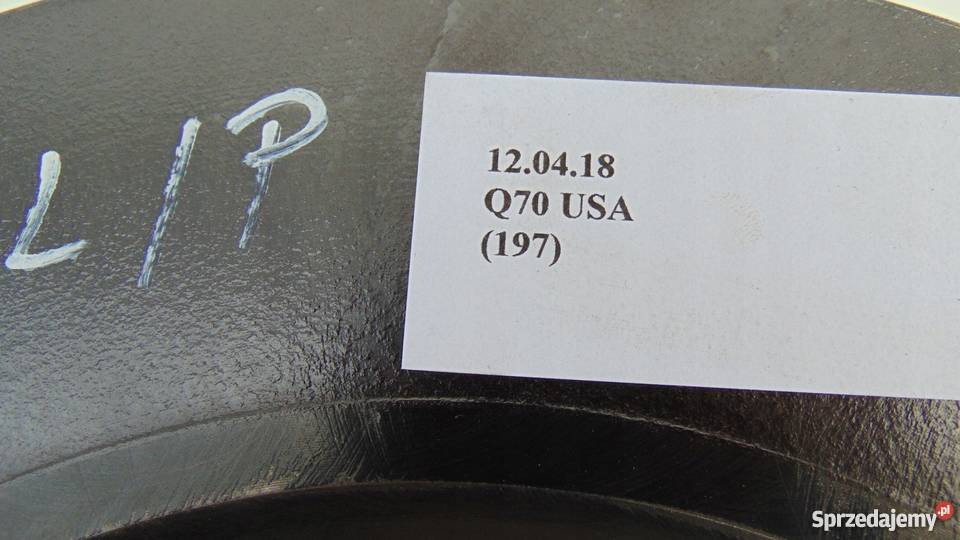 L/P
12.04.18
Q70 USA
(197)
Sprzedajemy.pl